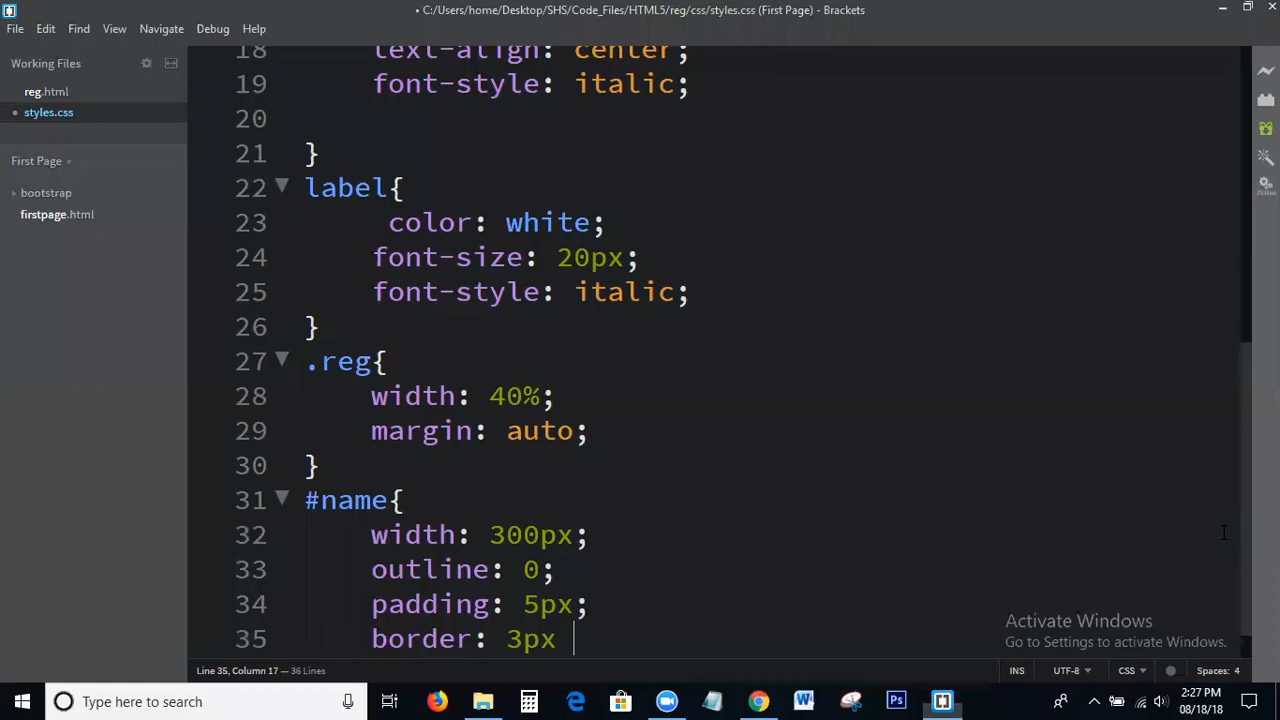 • C:/Users/home/Desktop/SHS/Code_Files/HTML5/reg/css/styles.css (First Page) - Brackets
File Edit Find View Navigate Debug Help
Working Files
reg.html
styles.css
First Page
bootstrap
firstpage.html
18 text-align: center;
19 font-style: italic;
20
21 }
22 label{
23 color: white;
24 font-size: 20px;
25 font-style: italic;
26 }
27 .reg{
28 width: 40%;
29 margin: auto;
30 }
31 #name{
32 width: 300px;
33 outline: 0;
34 padding: 5px;
35 border: 3px
Activate Windows
Go to Settings to activate Windows.
Line 35, Column 17 — 36 Lines
INS UTF-8 CSS Spaces: 4
Type here to search
2:27 PM
08/18/18